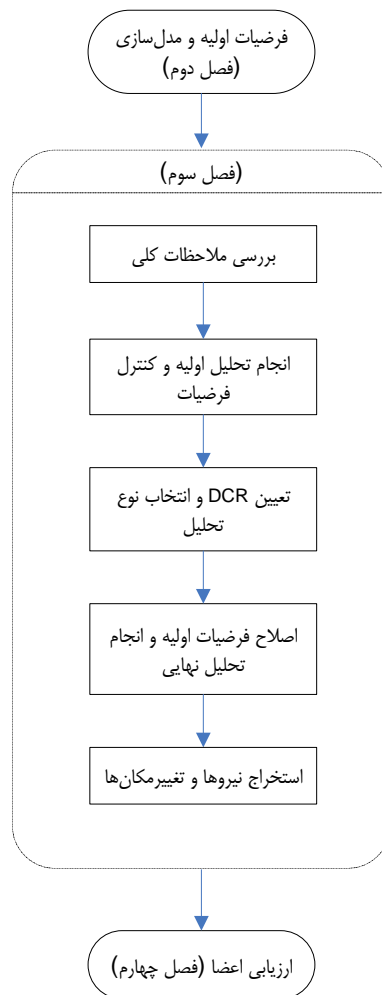 فرضیات اولیه و مدل‌سازی
(فصل دوم)
(فصل سوم)
بررسی ملاحظات کلی
انجام تحلیل اولیه و کنترل
فرضیات
تعیین DCR و انتخاب نوع
تحلیل
اصلاح فرضیات اولیه و انجام
تحلیل نهایی
استخراج نیروها و تغییرمکان‌ها
ارزیابی اعضا (فصل چهارم)